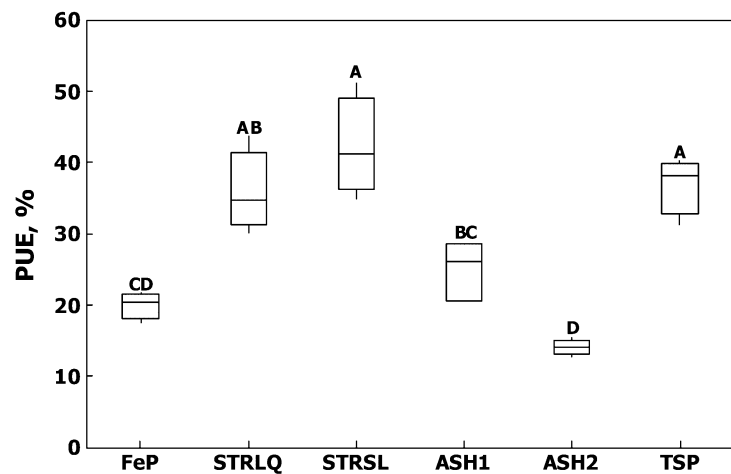 60
50
40
30
20
10
0
PUE, %
CD
AB
A
BC
D
A
FeP STRLQ STRSL ASH1 ASH2 TSP